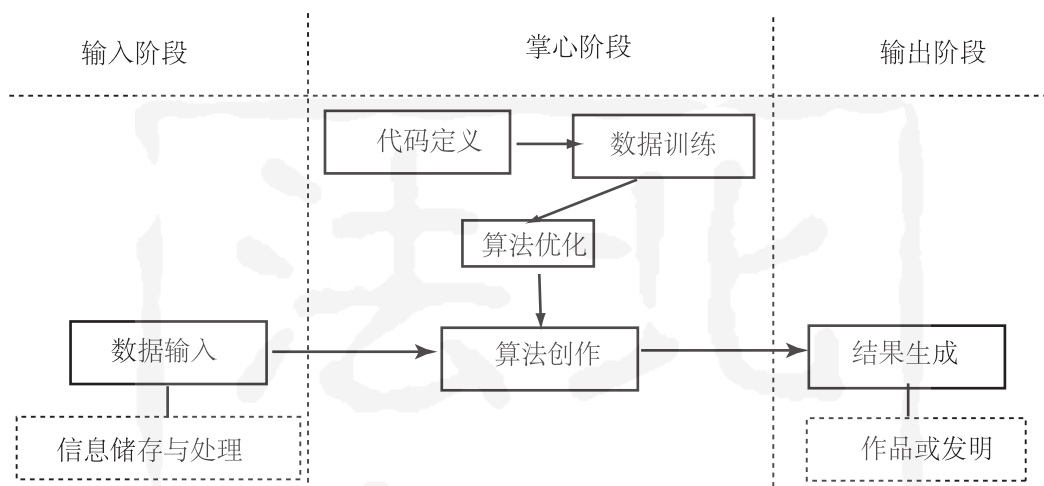 输入阶段
掌心阶段
输出阶段
代码定义
数据训练
算法优化
数据输入
算法创作
结果生成
信息储存与处理
作品或发明